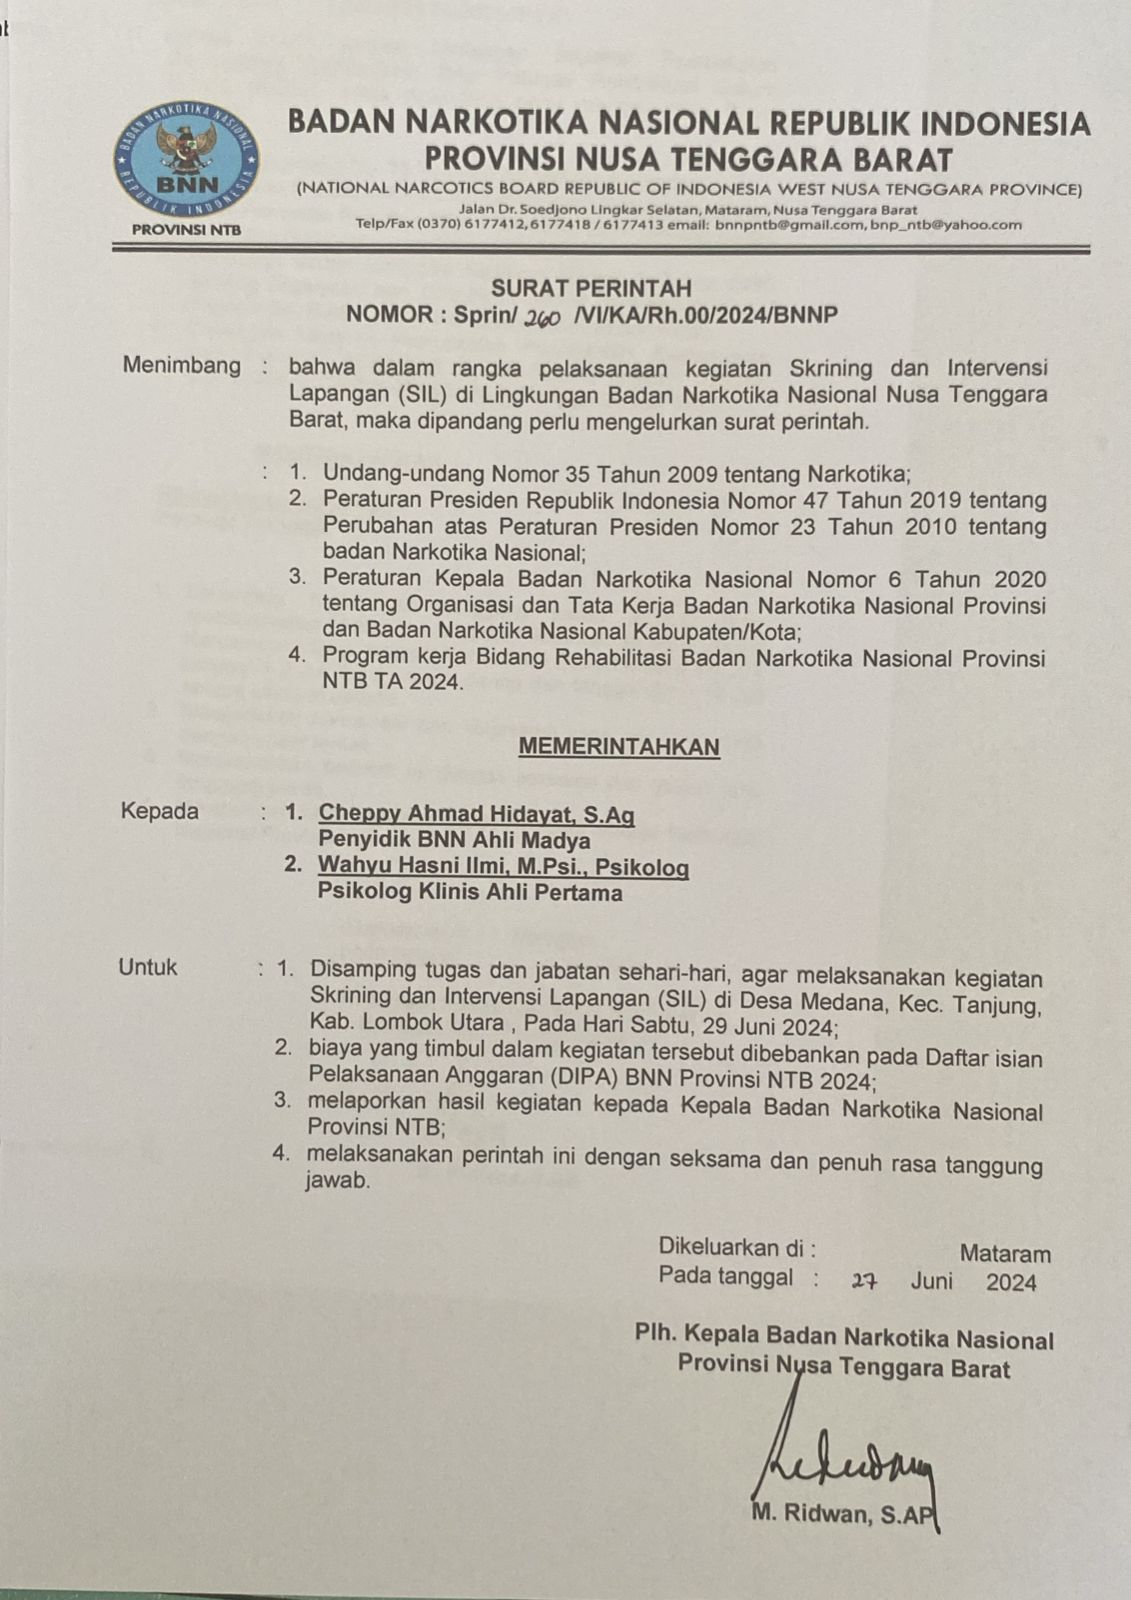 BADAN NARKOTIKA NASIONAL
REPUBLIK INDONESIA
BNN
PROVINSI NTB
BADAN NARKOTIKA NASIONAL REPUBLIK INDONESIA
PROVINSI NUSA TENGGARA BARAT
(NATIONAL NARCOTICS BOARD REPUBLIC OF INDONESIA WEST NUSA TENGGARA PROVINCE)
Jalan Dr. Soedjono Lingkar Selatan, Mataram, Nusa Tenggara Barat
Telp/Fax (0370) 6177412,6177418 / 6177413 email: bnnpntb@gmail.com, bnp_ntb@yahoo.com
SURAT PERINTAH
NOMOR : Sprin/ 260 /VI/KA/Rh.00/2024/BNNP
Menimbang : bahwa dalam rangka pelaksanaan kegiatan Skrining dan Intervensi
Lapangan (SIL) di Lingkungan Badan Narkotika Nasional Nusa Tenggara
Barat, maka dipandang perlu mengelurkan surat perintah.
: 1. Undang-undang Nomor 35 Tahun 2009 tentang Narkotika;
2. Peraturan Presiden Republik Indonesia Nomor 47 Tahun 2019 tentang
Perubahan atas Peraturan Presiden Nomor 23 Tahun 2010 tentang
badan Narkotika Nasional;
3. Peraturan Kepala Badan Narkotika Nasional Nomor 6 Tahun 2020
tentang Organisasi dan Tata Kerja Badan Narkotika Nasional Provinsi
dan Badan Narkotika Nasional Kabupaten/Kota;
4. Program kerja Bidang Rehabilitasi Badan Narkotika Nasional Provinsi
NTB TA 2024.
MEMERINTAHKAN
Kepada : 1. Cheppy Ahmad Hidayat, S.Ag
Penyidik BNN Ahli Madya
2. Wahyu Hasni Ilmi, M.Psi., Psikolog
Psikolog Klinis Ahli Pertama
Untuk : 1. Disamping tugas dan jabatan sehari-hari, agar melaksanakan kegiatan
Skrining dan Intervensi Lapangan (SIL) di Desa Medana, Kec. Tanjung,
Kab. Lombok Utara , Pada Hari Sabtu, 29 Juni 2024;
2. biaya yang timbul dalam kegiatan tersebut dibebankan pada Daftar isian
Pelaksanaan Anggaran (DIPA) BNN Provinsi NTB 2024;
3. melaporkan hasil kegiatan kepada Kepala Badan Narkotika Nasional
Provinsi NTB;
4. melaksanakan perintah ini dengan seksama dan penuh rasa tanggung
jawab.
Dikeluarkan di : Mataram
Pada tanggal : 27 Juni 2024
Plh. Kepala Badan Narkotika Nasional
Provinsi Nusa Tenggara Barat
M. Ridwan, S.AP